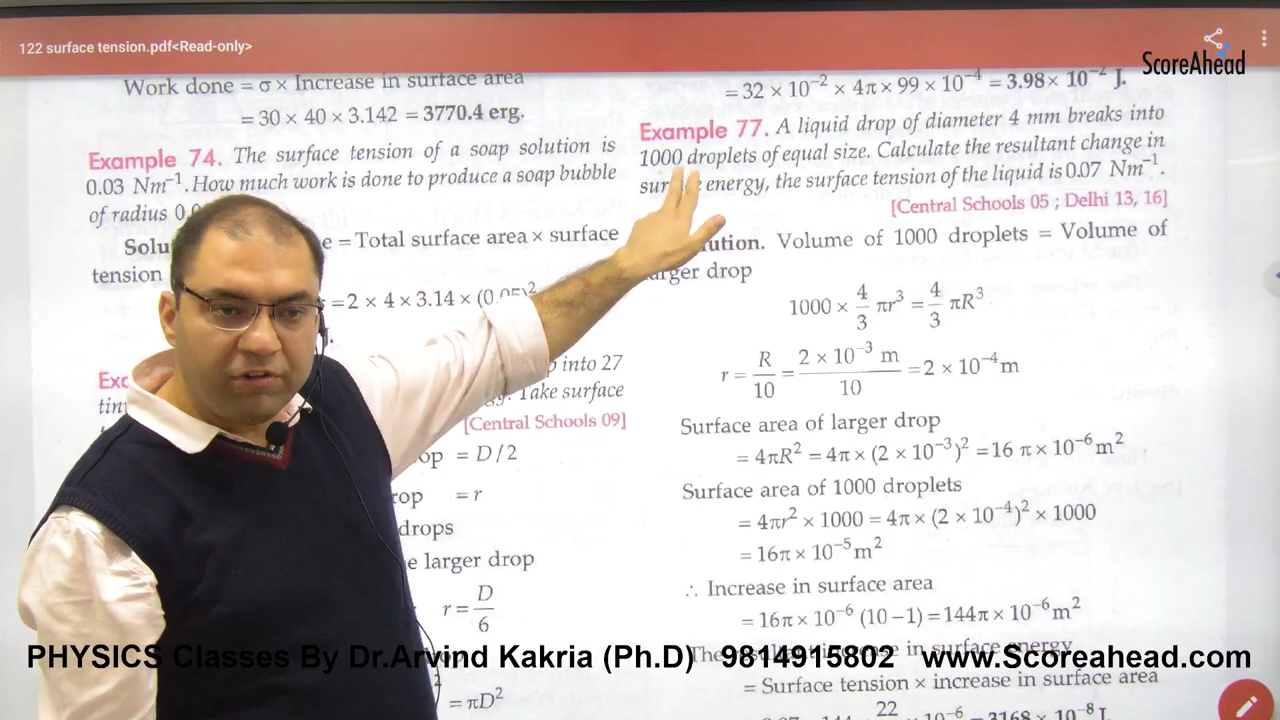 122 surface tension.pdf<Read-only>
ScoreAhead
Work done = σ × Increase in surface area
= 30 × 40 × 3.142 = 3770.4 erg.
Example 74. The surface tension of a soap solution is
0.03 Nm⁻¹. How much work is done to produce a soap bubble
of radius
Solu
e = Total surface area × surface
tension
= 2 × 4 × 3.14 × (0.05)²
into 27
Take surface
[Central Schools 09]
op = D/2
rop = r
drops
e larger drop
r = D/6
= πD²
= 32 × 10⁻² × 4π × 99 × 10⁻⁴ = 3.98 × 10⁻² J.
Example 77. A liquid drop of diameter 4 mm breaks into
1000 droplets of equal size. Calculate the resultant change in
energy, the surface tension of the liquid is 0.07 Nm⁻¹.
[Central Schools 05 ; Delhi 13, 16]
ution. Volume of 1000 droplets = Volume of
larger drop
1000 × 4/3 πr³ = 4/3 πR³
r = R/10 = 2 × 10⁻³ m/10 = 2 × 10⁻⁴ m
Surface area of larger drop
= 4πR² = 4π × (2 × 10⁻³)² = 16 π × 10⁻⁶ m²
Surface area of 1000 droplets
= 4πr² × 1000 = 4π × (2 × 10⁻⁴)² × 1000
= 16π × 10⁻⁵ m²
∴ Increase in surface area
= 16π × 10⁻⁶ (10 − 1) = 144π × 10⁻⁶ m²
The resultant increase in surface energy
= Surface tension × increase in surface area
PHYSICS Classes By Dr.Arvind Kakria (Ph.D) 9814915802 www.Scoreahead.com